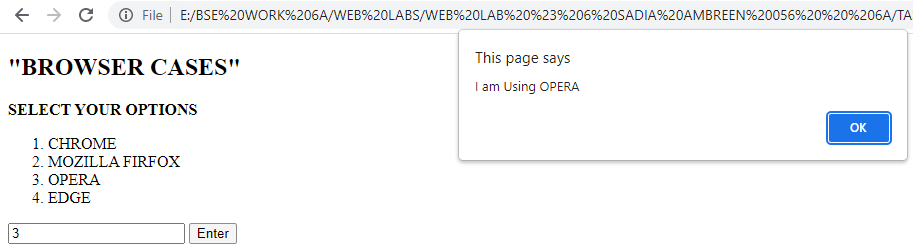 File E:/BSE%20WORK%206A/WEB%20LABS/WEB%20LAB%20%23%206%20SADIA%20AMBREEN%20056%20%20%206A/TA
This page says
I am Using OPERA
OK
"BROWSER CASES"
SELECT YOUR OPTIONS
1. CHROME
2. MOZILLA FIRFOX
3. OPERA
4. EDGE
3 Enter